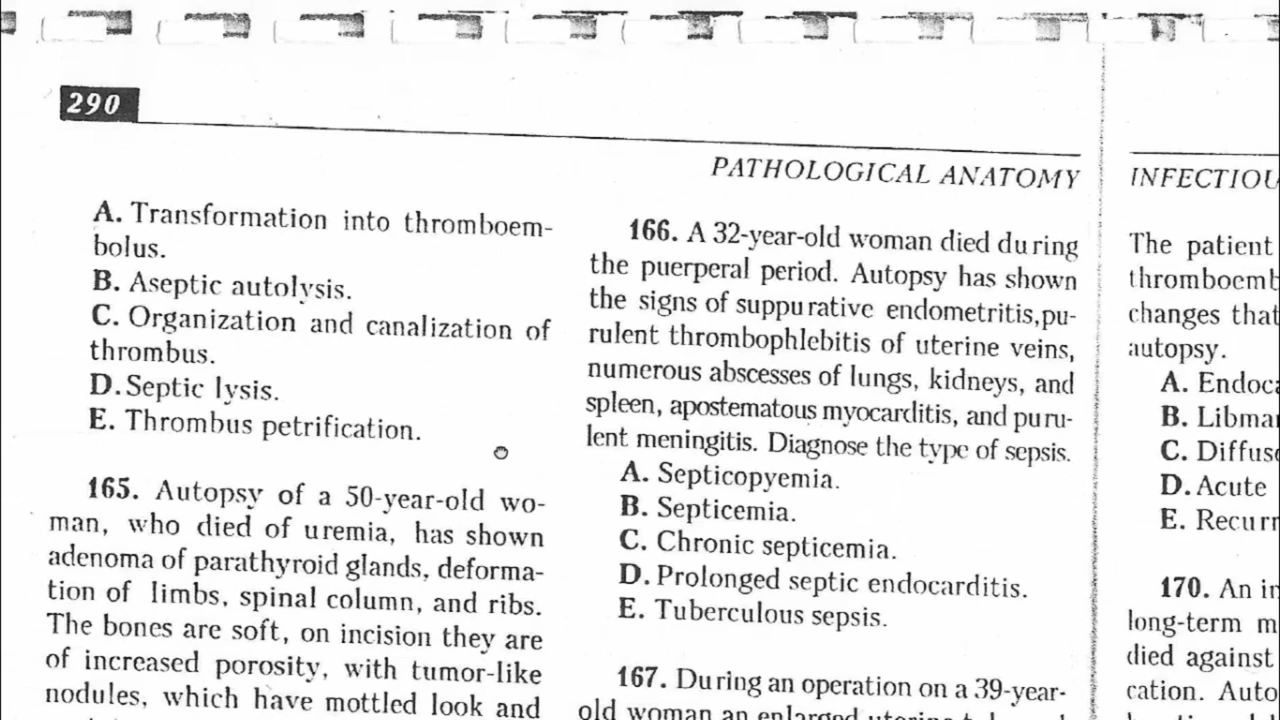 290
PATHOLOGICAL ANATOMY
A. Transformation into thromboem-
bolus.
B. Aseptic autolysis.
C. Organization and canalization of
thrombus.
D. Septic lysis.
E. Thrombus petrification.
165. Autopsy of a 50-year-old wo-
man, who died of uremia, has shown
adenoma of parathyroid glands, deforma-
tion of limbs, spinal column, and ribs.
The bones are soft, on incision they are
of increased porosity, with tumor-like
nodules, which have mottled look and
166. A 32-year-old woman died during
the puerperal period. Autopsy has shown
the signs of suppurative endometritis,pu-
rulent thrombophlebitis of uterine veins,
numerous abscesses of lungs, kidneys, and
spleen, apostematous myocarditis, and puru-
lent meningitis. Diagnose the type of sepsis.
A. Septicopyemia.
B. Septicemia.
C. Chronic septicemia.
D. Prolonged septic endocarditis.
E. Tuberculous sepsis.
167. During an operation on a 39-year-
old woman an enlarged uterine
INFECTIOU
The patient
thromboemb
changes that
autopsy.
A. Endoca
B. Libma
C. Diffus
D. Acute
E. Recurr
170. An in
long-term m
died against
cation. Auto